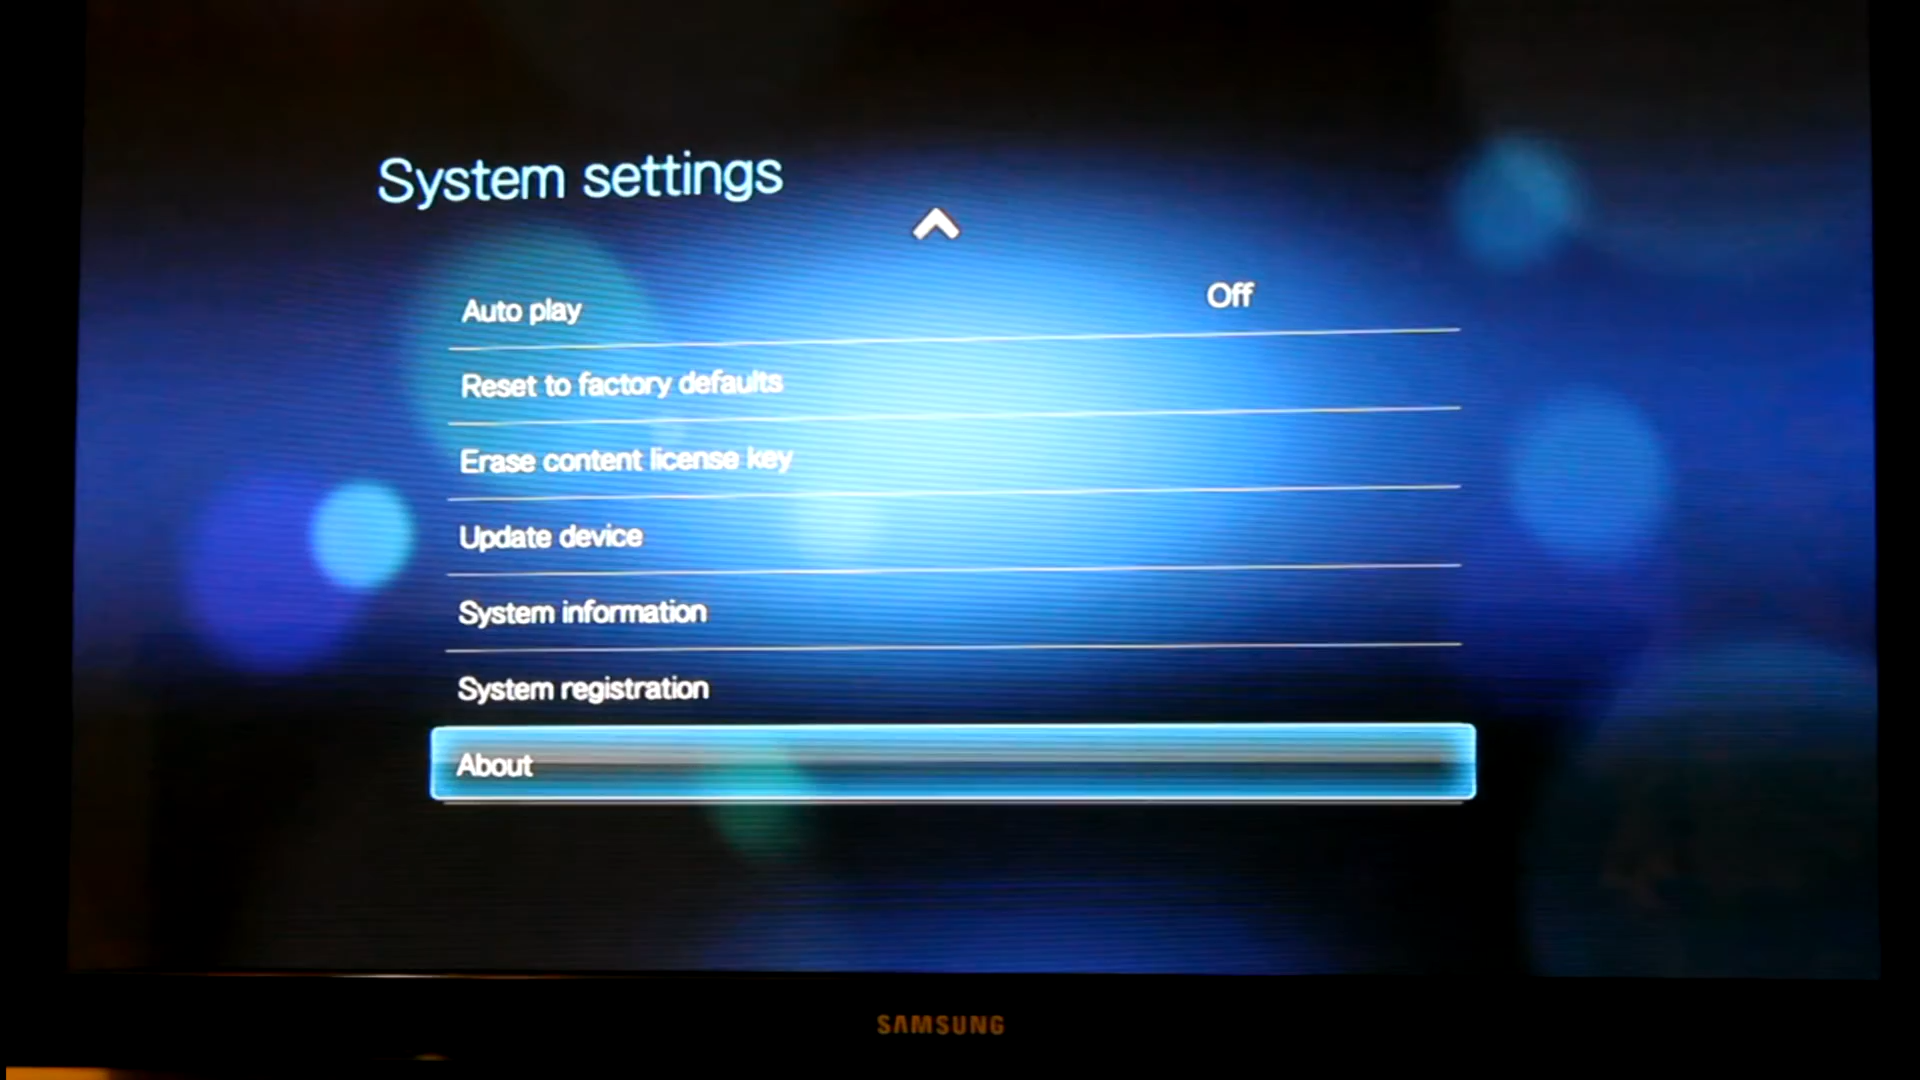 System settings
Auto play Off
Reset to factory defaults
Erase content license key
Update device
System information
System registration
About
SAMSUNG